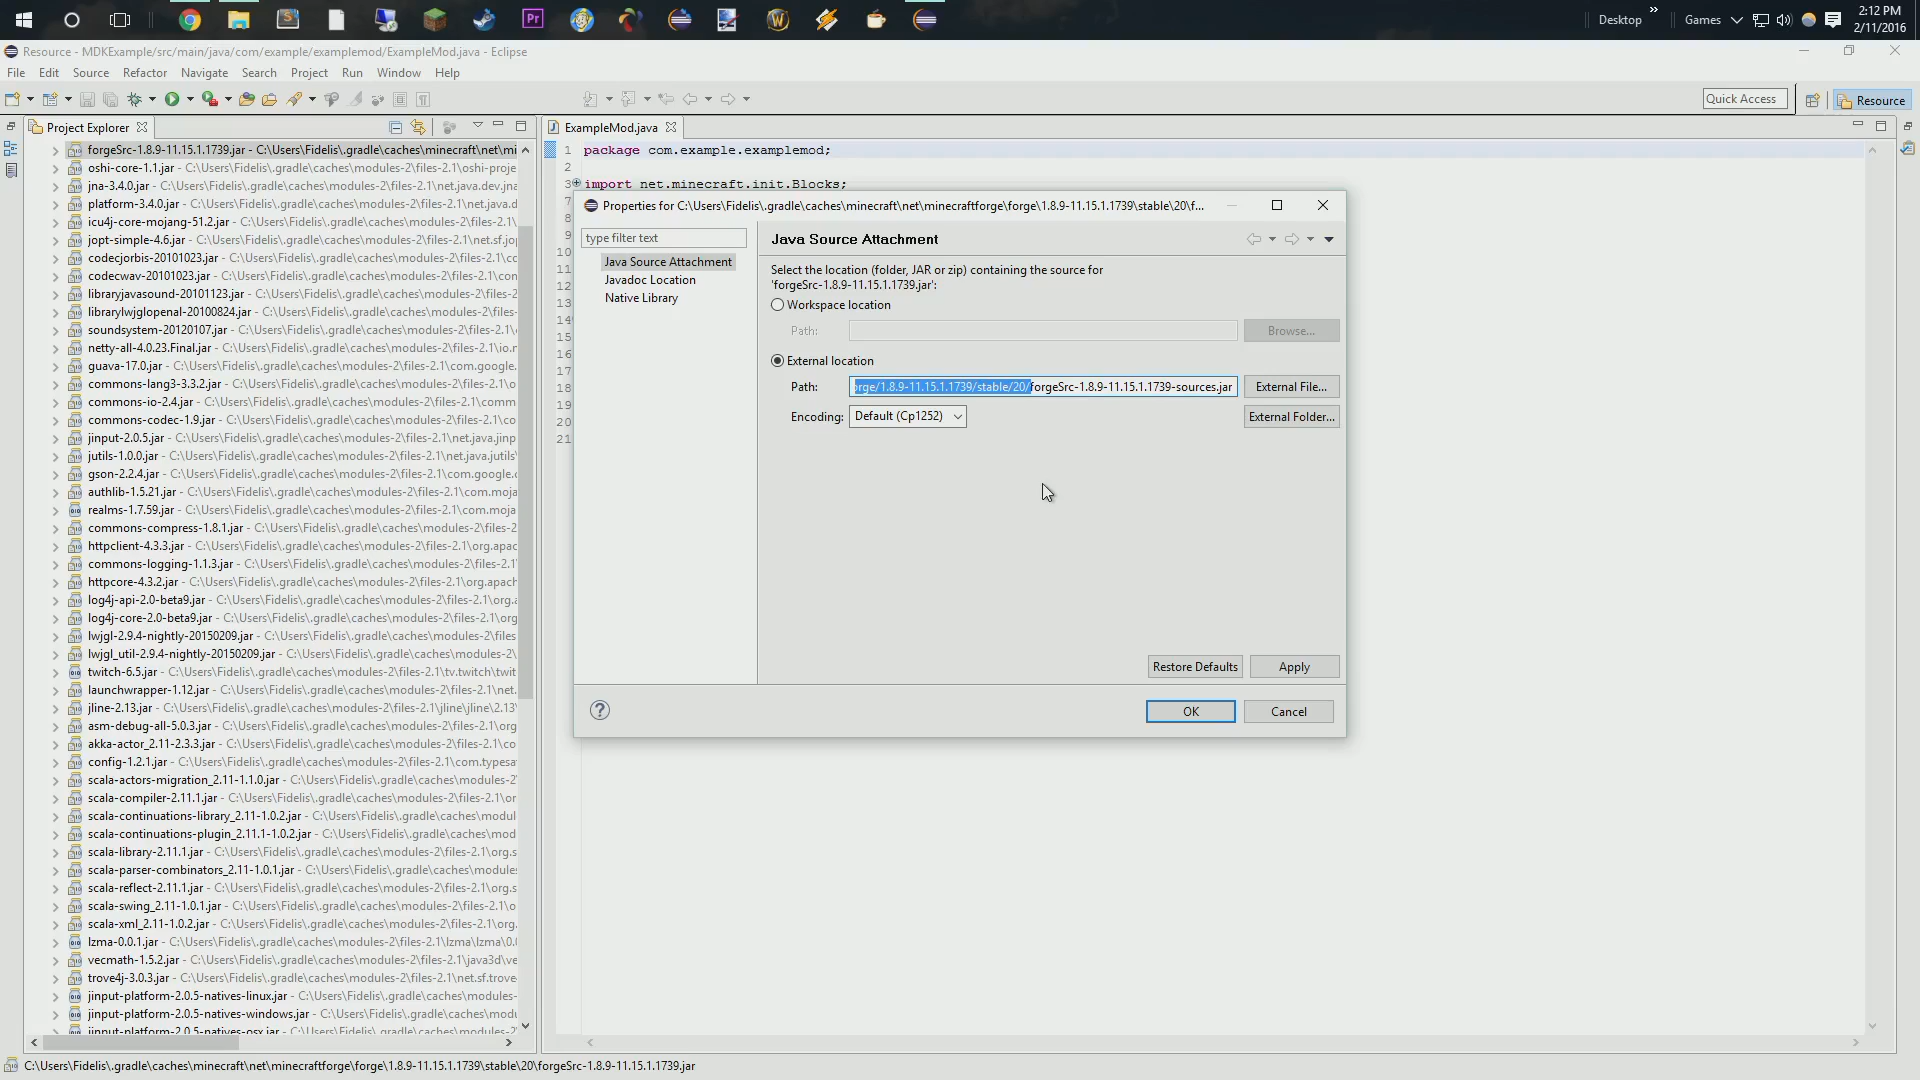 Desktop
»
Games
2:12 PM
2/11/2016
Pr
Resource - MDKExample/src/main/java/com/example/examplemod/ExampleMod.java - Eclipse
File Edit Source Refactor Navigate Search Project Run Window Help
Quick Access
Resource
Project Explorer
ExampleMod.java
forgeSrc-1.8.9-11.15.1.1739.jar - C:\Users\Fidelis\.gradle\caches\minecraft\net\mi
oshi-core-1.1.jar - C:\Users\Fidelis\.gradle\caches\modules-2\files-2.1\oshi-proje
jna-3.4.0.jar - C:\Users\Fidelis\.gradle\caches\modules-2\files-2.1\net.java.dev.jna
platform-3.4.0.jar - C:\Users\Fidelis\.gradle\caches\modules-2\files-2.1\net.java.d
icu4j-core-mojang-51.2.jar - C:\Users\Fidelis\.gradle\caches\modules-2\files-2.1\c
jopt-simple-4.6.jar - C:\Users\Fidelis\.gradle\caches\modules-2\files-2.1\net.sf.jop
codecjorbis-20101023.jar - C:\Users\Fidelis\.gradle\caches\modules-2\files-2.1\cc
codecwav-20101023.jar - C:\Users\Fidelis\.gradle\caches\modules-2\files-2.1\con
libraryjavasound-20101123.jar - C:\Users\Fidelis\.gradle\caches\modules-2\files-
librarylwjglopenal-20100824.jar - C:\Users\Fidelis\.gradle\caches\modules-2\files
soundsystem-20120107.jar - C:\Users\Fidelis\.gradle\caches\modules-2\files-2.1\
netty-all-4.0.23.Final.jar - C:\Users\Fidelis\.gradle\caches\modules-2\files-2.1\io.r
guava-17.0.jar - C:\Users\Fidelis\.gradle\caches\modules-2\files-2.1\com.google
commons-lang3-3.3.2.jar - C:\Users\Fidelis\.gradle\caches\modules-2\files-2.1\o
commons-io-2.4.jar - C:\Users\Fidelis\.gradle\caches\modules-2\files-2.1\comm
commons-codec-1.9.jar - C:\Users\Fidelis\.gradle\caches\modules-2\files-2.1\con
jinput-2.0.5.jar - C:\Users\Fidelis\.gradle\caches\modules-2\files-2.1\net.java.jinp
jutils-1.0.0.jar - C:\Users\Fidelis\.gradle\caches\modules-2\files-2.1\net.java.jutils\
gson-2.2.4.jar - C:\Users\Fidelis\.gradle\caches\modules-2\files-2.1\com.google.
authlib-1.5.21.jar - C:\Users\Fidelis\.gradle\caches\modules-2\files-2.1\com.moja
realms-1.7.59.jar - C:\Users\Fidelis\.gradle\caches\modules-2\files-2.1\com.moja
commons-compress-1.8.1.jar - C:\Users\Fidelis\.gradle\caches\modules-2\files-2
httpclient-4.3.3.jar - C:\Users\Fidelis\.gradle\caches\modules-2\files-2.1\org.apac
commons-logging-1.1.3.jar - C:\Users\Fidelis\.gradle\caches\modules-2\files-2.1\
httpcore-4.3.2.jar - C:\Users\Fidelis\.gradle\caches\modules-2\files-2.1\org.apach
log4j-api-2.0-beta9.jar - C:\Users\Fidelis\.gradle\caches\modules-2\files-2.1\org.a
log4j-core-2.0-beta9.jar - C:\Users\Fidelis\.gradle\caches\modules-2\files-2.1\org
lwjgl-2.9.4-nightly-20150209.jar - C:\Users\Fidelis\.gradle\caches\modules-2\files
lwjgl_util-2.9.4-nightly-20150209.jar - C:\Users\Fidelis\.gradle\caches\modules-2\
twitch-6.5.jar - C:\Users\Fidelis\.gradle\caches\modules-2\files-2.1\tv.twitch\twit
launchwrapper-1.12.jar - C:\Users\Fidelis\.gradle\caches\modules-2\files-2.1\net.
jline-2.13.jar - C:\Users\Fidelis\.gradle\caches\modules-2\files-2.1\jline\jline\2.13\
asm-debug-all-5.0.3.jar - C:\Users\Fidelis\.gradle\caches\modules-2\files-2.1\org
akka-actor_2.11-2.3.3.jar - C:\Users\Fidelis\.gradle\caches\modules-2\files-2.1\co
config-1.2.1.jar - C:\Users\Fidelis\.gradle\caches\modules-2\files-2.1\com.typesa
scala-actors-migration_2.11-1.1.0.jar - C:\Users\Fidelis\.gradle\caches\modules-2
scala-compiler-2.11.1.jar - C:\Users\Fidelis\.gradle\caches\modules-2\files-2.1\or
scala-continuations-library_2.11-1.0.2.jar - C:\Users\Fidelis\.gradle\caches\modul
scala-continuations-plugin_2.11.1-1.0.2.jar - C:\Users\Fidelis\.gradle\caches\mod
scala-library-2.11.1.jar - C:\Users\Fidelis\.gradle\caches\modules-2\files-2.1\org.s
scala-parser-combinators_2.11-1.0.1.jar - C:\Users\Fidelis\.gradle\caches\module
scala-reflect-2.11.1.jar - C:\Users\Fidelis\.gradle\caches\modules-2\files-2.1\org.s
scala-swing_2.11-1.0.1.jar - C:\Users\Fidelis\.gradle\caches\modules-2\files-2.1\o
scala-xml_2.11-1.0.2.jar - C:\Users\Fidelis\.gradle\caches\modules-2\files-2.1\org.
lzma-0.0.1.jar - C:\Users\Fidelis\.gradle\caches\modules-2\files-2.1\lzma\lzma\0.0
vecmath-1.5.2.jar - C:\Users\Fidelis\.gradle\caches\modules-2\files-2.1\java3d\ve
trove4j-3.0.3.jar - C:\Users\Fidelis\.gradle\caches\modules-2\files-2.1\net.sf.trove
jinput-platform-2.0.5-natives-linux.jar - C:\Users\Fidelis\.gradle\caches\modules-
jinput-platform-2.0.5-natives-windows.jar - C:\Users\Fidelis\.gradle\caches\mod
jinput-platform-2.0.5-natives-osx.jar - C:\Users\Fidelis\.gradle\caches\modules-2
1 package com.example.examplemod;
2
3 import net.minecraft.init.Blocks;
7
8
9
10
11
12
13
14
15
16
17
18
19
20
21
Properties for C:\Users\Fidelis\.gradle\caches\minecraft\net\minecraftforge\forge\1.8.9-11.15.1.1739\stable\20\f...
type filter text
Java Source Attachment
Javadoc Location
Native Library
Java Source Attachment
Select the location (folder, JAR or zip) containing the source for
'forgeSrc-1.8.9-11.15.1.1739.jar':
Workspace location
Path:
Browse...
External location
Path: orge/1.8.9-11.15.1.1739/stable/20/forgeSrc-1.8.9-11.15.1.1739-sources.jar External File...
Encoding: Default (Cp1252) External Folder...
Restore Defaults Apply
? OK Cancel
C:\Users\Fidelis\.gradle\caches\minecraft\net\minecraftforge\forge\1.8.9-11.15.1.1739\stable\20\forgeSrc-1.8.9-11.15.1.1739.jar